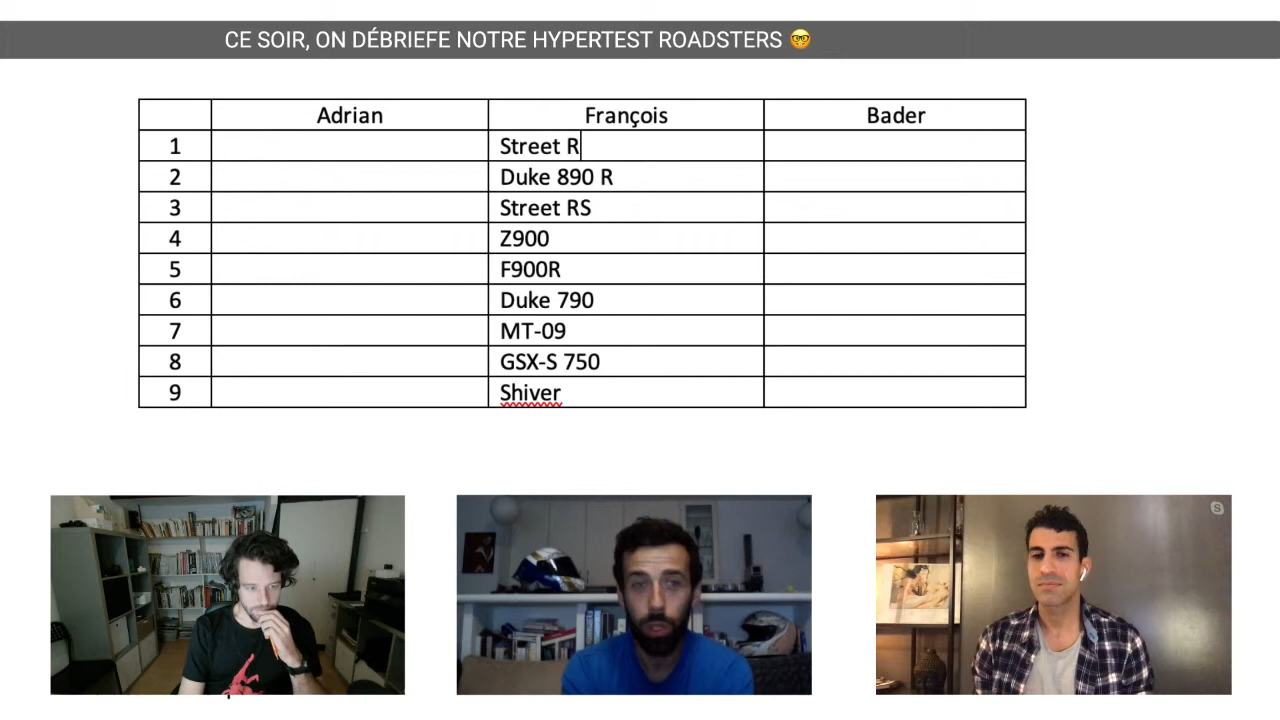 CE SOIR, ON DÉBRIEFE NOTRE HYPERTEST ROADSTERS 🤓
Adrian François Bader
1 Street R
2 Duke 890 R
3 Street RS
4 Z900
5 F900R
6 Duke 790
7 MT-09
8 GSX-S 750
9 Shiver
S